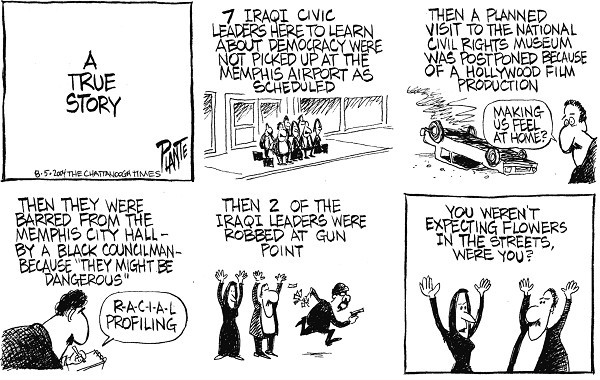 A
TRUE
STORY
PLANTE
8-5-2004 THE CHATTANOOGA TIMES
7 IRAQI CIVIC
LEADERS HERE TO LEARN
ABOUT DEMOCRACY WERE
NOT PICKED UP AT THE
MEMPHIS AIRPORT AS
SCHEDULED
THEN A PLANNED
VISIT TO THE NATIONAL
CIVIL RIGHTS MUSEUM
WAS POSTPONED BECAUSE
OF A HOLLYWOOD FILM
PRODUCTION
MAKING
US FEEL
AT HOME?
THEN THEY WERE
BARRED FROM THE
MEMPHIS CITY HALL-
BY A BLACK COUNCILMAN-
BECAUSE "THEY MIGHT BE
DANGEROUS"
R-A-C-I-A-L
PROFILING
THEN 2 OF THE
IRAQI LEADERS WERE
ROBBED AT GUN
POINT
YOU WEREN'T
EXPECTING FLOWERS
IN THE STREETS,
WERE YOU?